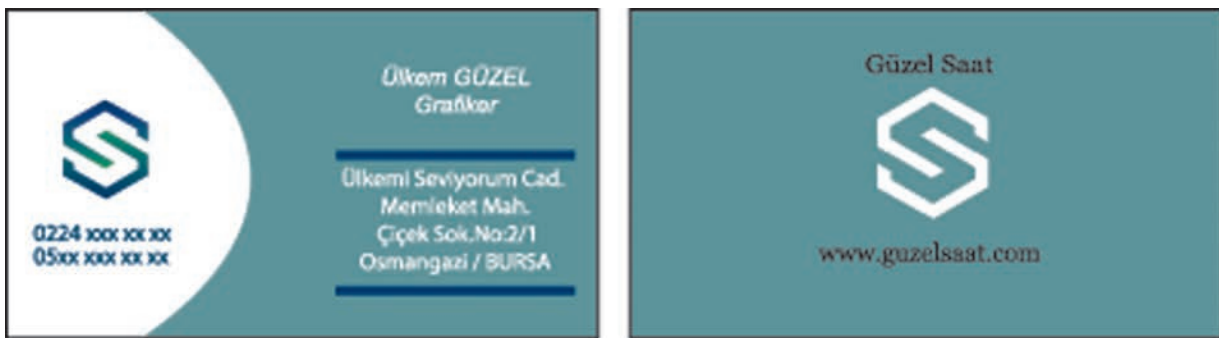 Ülkem GÜZEL
Grafiker
0224 xxx xx xx
05xx xxx xx xx
Ülkemi Seviyorum Cad.
Memleket Mah.
Çiçek Sok.No:2/1
Osmangazi / BURSA
Güzel Saat
www.guzelsaat.com